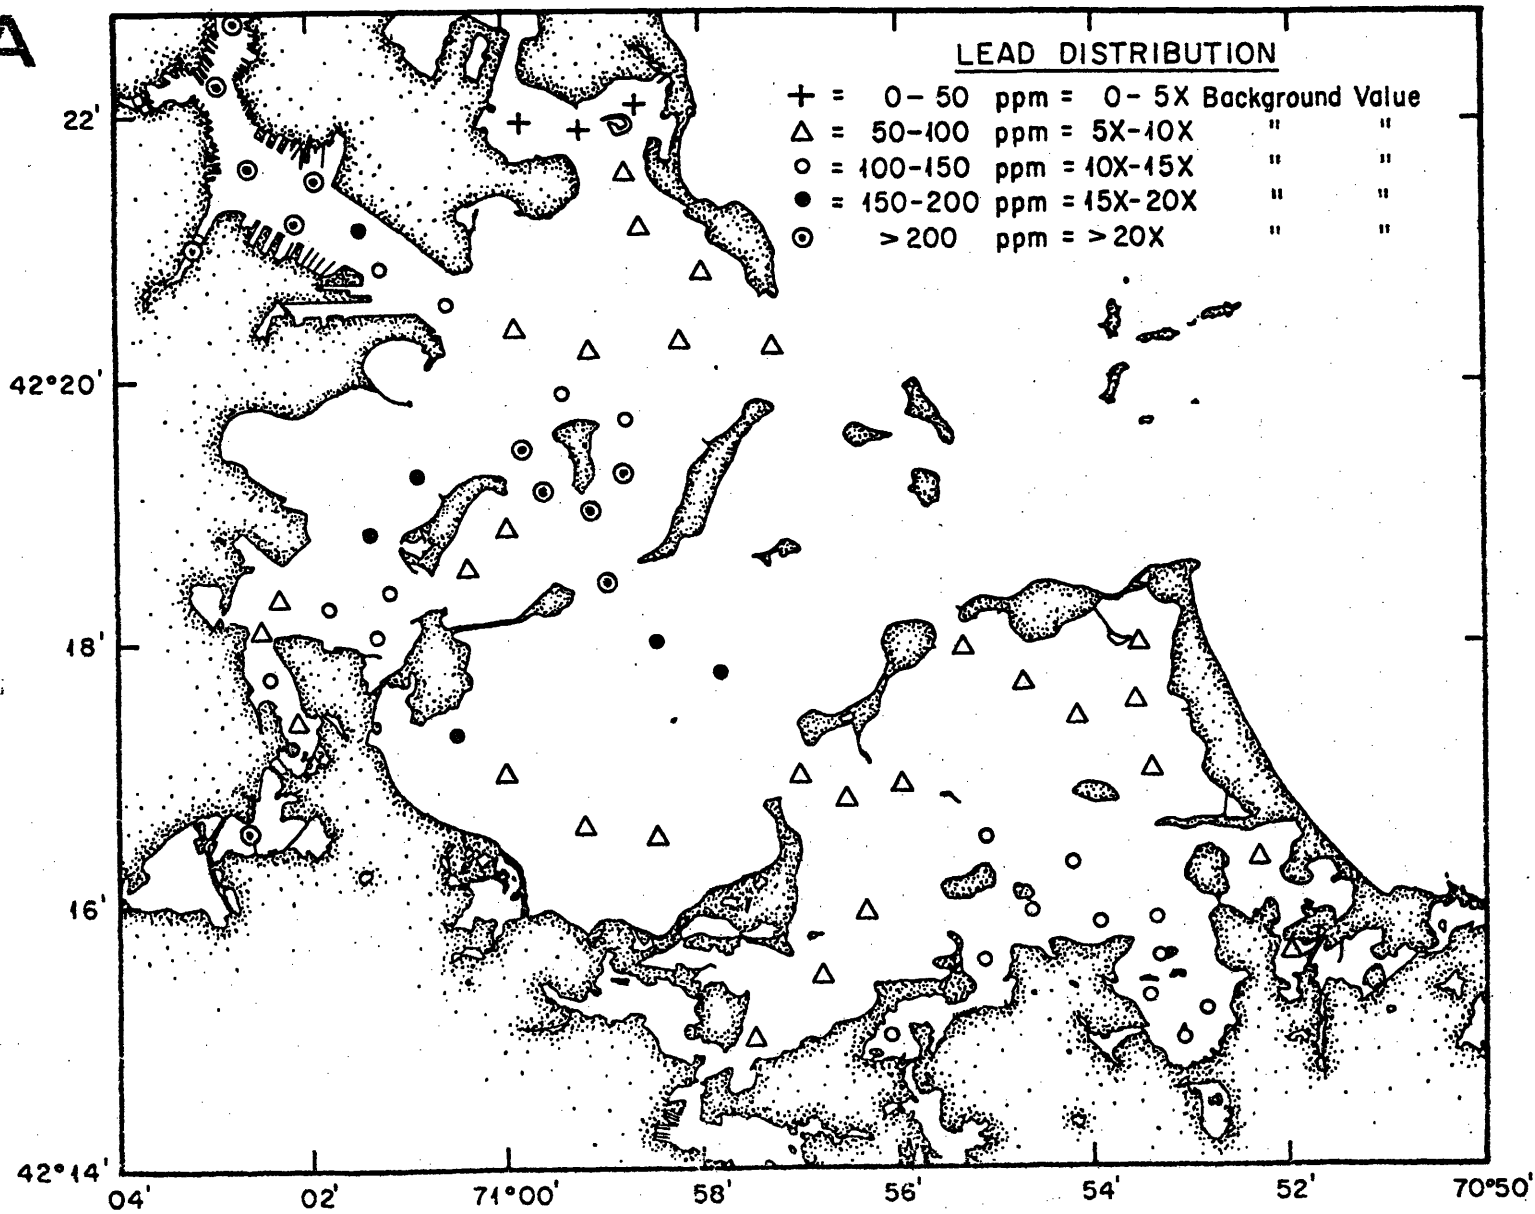 A
LEAD DISTRIBUTION
+ = 0-50 ppm = 0-5X Background Value
△ = 50-100 ppm = 5X-10X " "
○ = 100-150 ppm = 10X-15X " "
● = 150-200 ppm = 15X-20X " "
◉ >200 ppm = >20X " "
22'
42°20'
18'
16'
42°14'
04' 02' 71°00' 58' 56' 54' 52' 70°50'